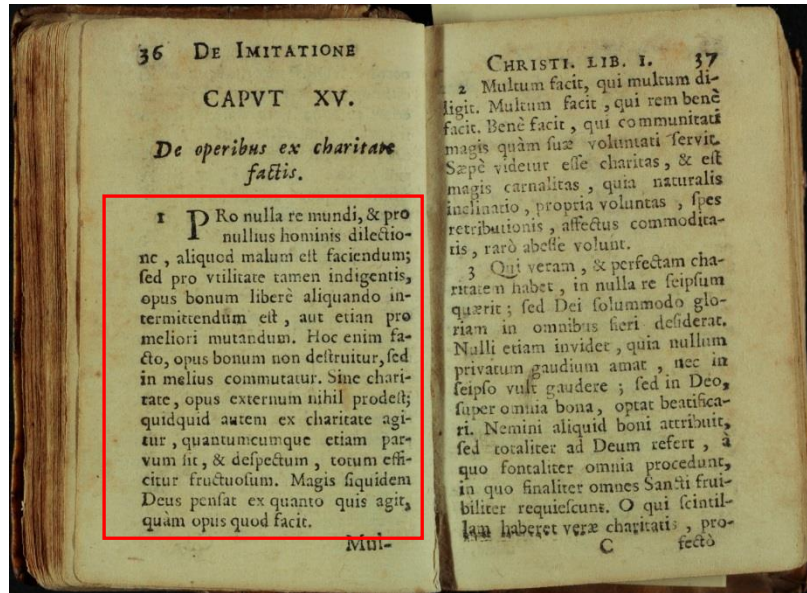 36 DE IMITATIONE
CAPVT XV.
De operibus ex charitate
factis.
1 PRo nulla re mundi, & pro
nullius hominis dilectio-
ne, aliquod malum est faciendum;
sed pro vtilitate tamen indigentis,
opus bonum liberè aliquando in-
termittendum est, aut etian pro
meliori mutandum. Hoc enim fa-
cto, opus bonum non destruitur, sed
in melius commutatur. Sine chari-
tate, opus externum nihil prodest;
quidquid autem ex charitate agi-
tur, quantumcumque etiam par-
vum sit, & despectum, totum effi-
citur fructuosum. Magis siquidem
Deus pensat ex quanto quis agit,
quàm opus quod facit.
Mul-
CHRISTI. LIB. I. 37
2 Multum facit, qui multum di-
ligit. Multum facit, qui rem benè
facit. Benè facit, qui communitati
magis quàm suæ voluntati servit.
Sæpè videtur esse charitas, & est
magis carnalitas, quia naturalis
inclinatio, propria voluntas, spes
retributionis, affectus commodita-
tis, rarò abesse volunt.
3 Qui veram, & perfectam cha-
ritatem habet, in nulla re seipsum
quærit; sed Dei solummodo glo-
riam in omnibus fieri desiderat.
Nulli etiam invidet, quia nullum
privatum gaudium amat, nec in
seipso vult gaudere; sed in Deo,
super omnia bona, optat beatifica-
ri. Nemini aliquid boni attribuit,
sed totaliter ad Deum refert, à
quo fontaliter omnia procedunt,
in quo finaliter omnes Sancti frui-
biliter requiescunt. O qui scintil-
lam haberet veræ charitatis, pro-
C fectò